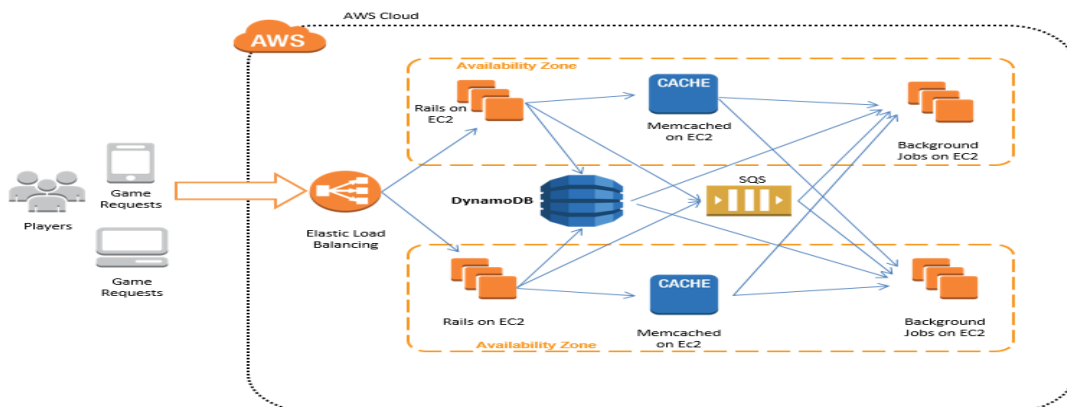 AWS Cloud
AWS
Availability Zone
Rails on
EC2
CACHE
Memcached
on EC2
Background
Jobs on EC2
Game
Requests
Players
Elastic Load
Balancing
DynamoDB
SQS
Game
Requests
Rails on EC2
CACHE
Memcached
on Ec2
Background
Jobs on EC2
Availability Zone